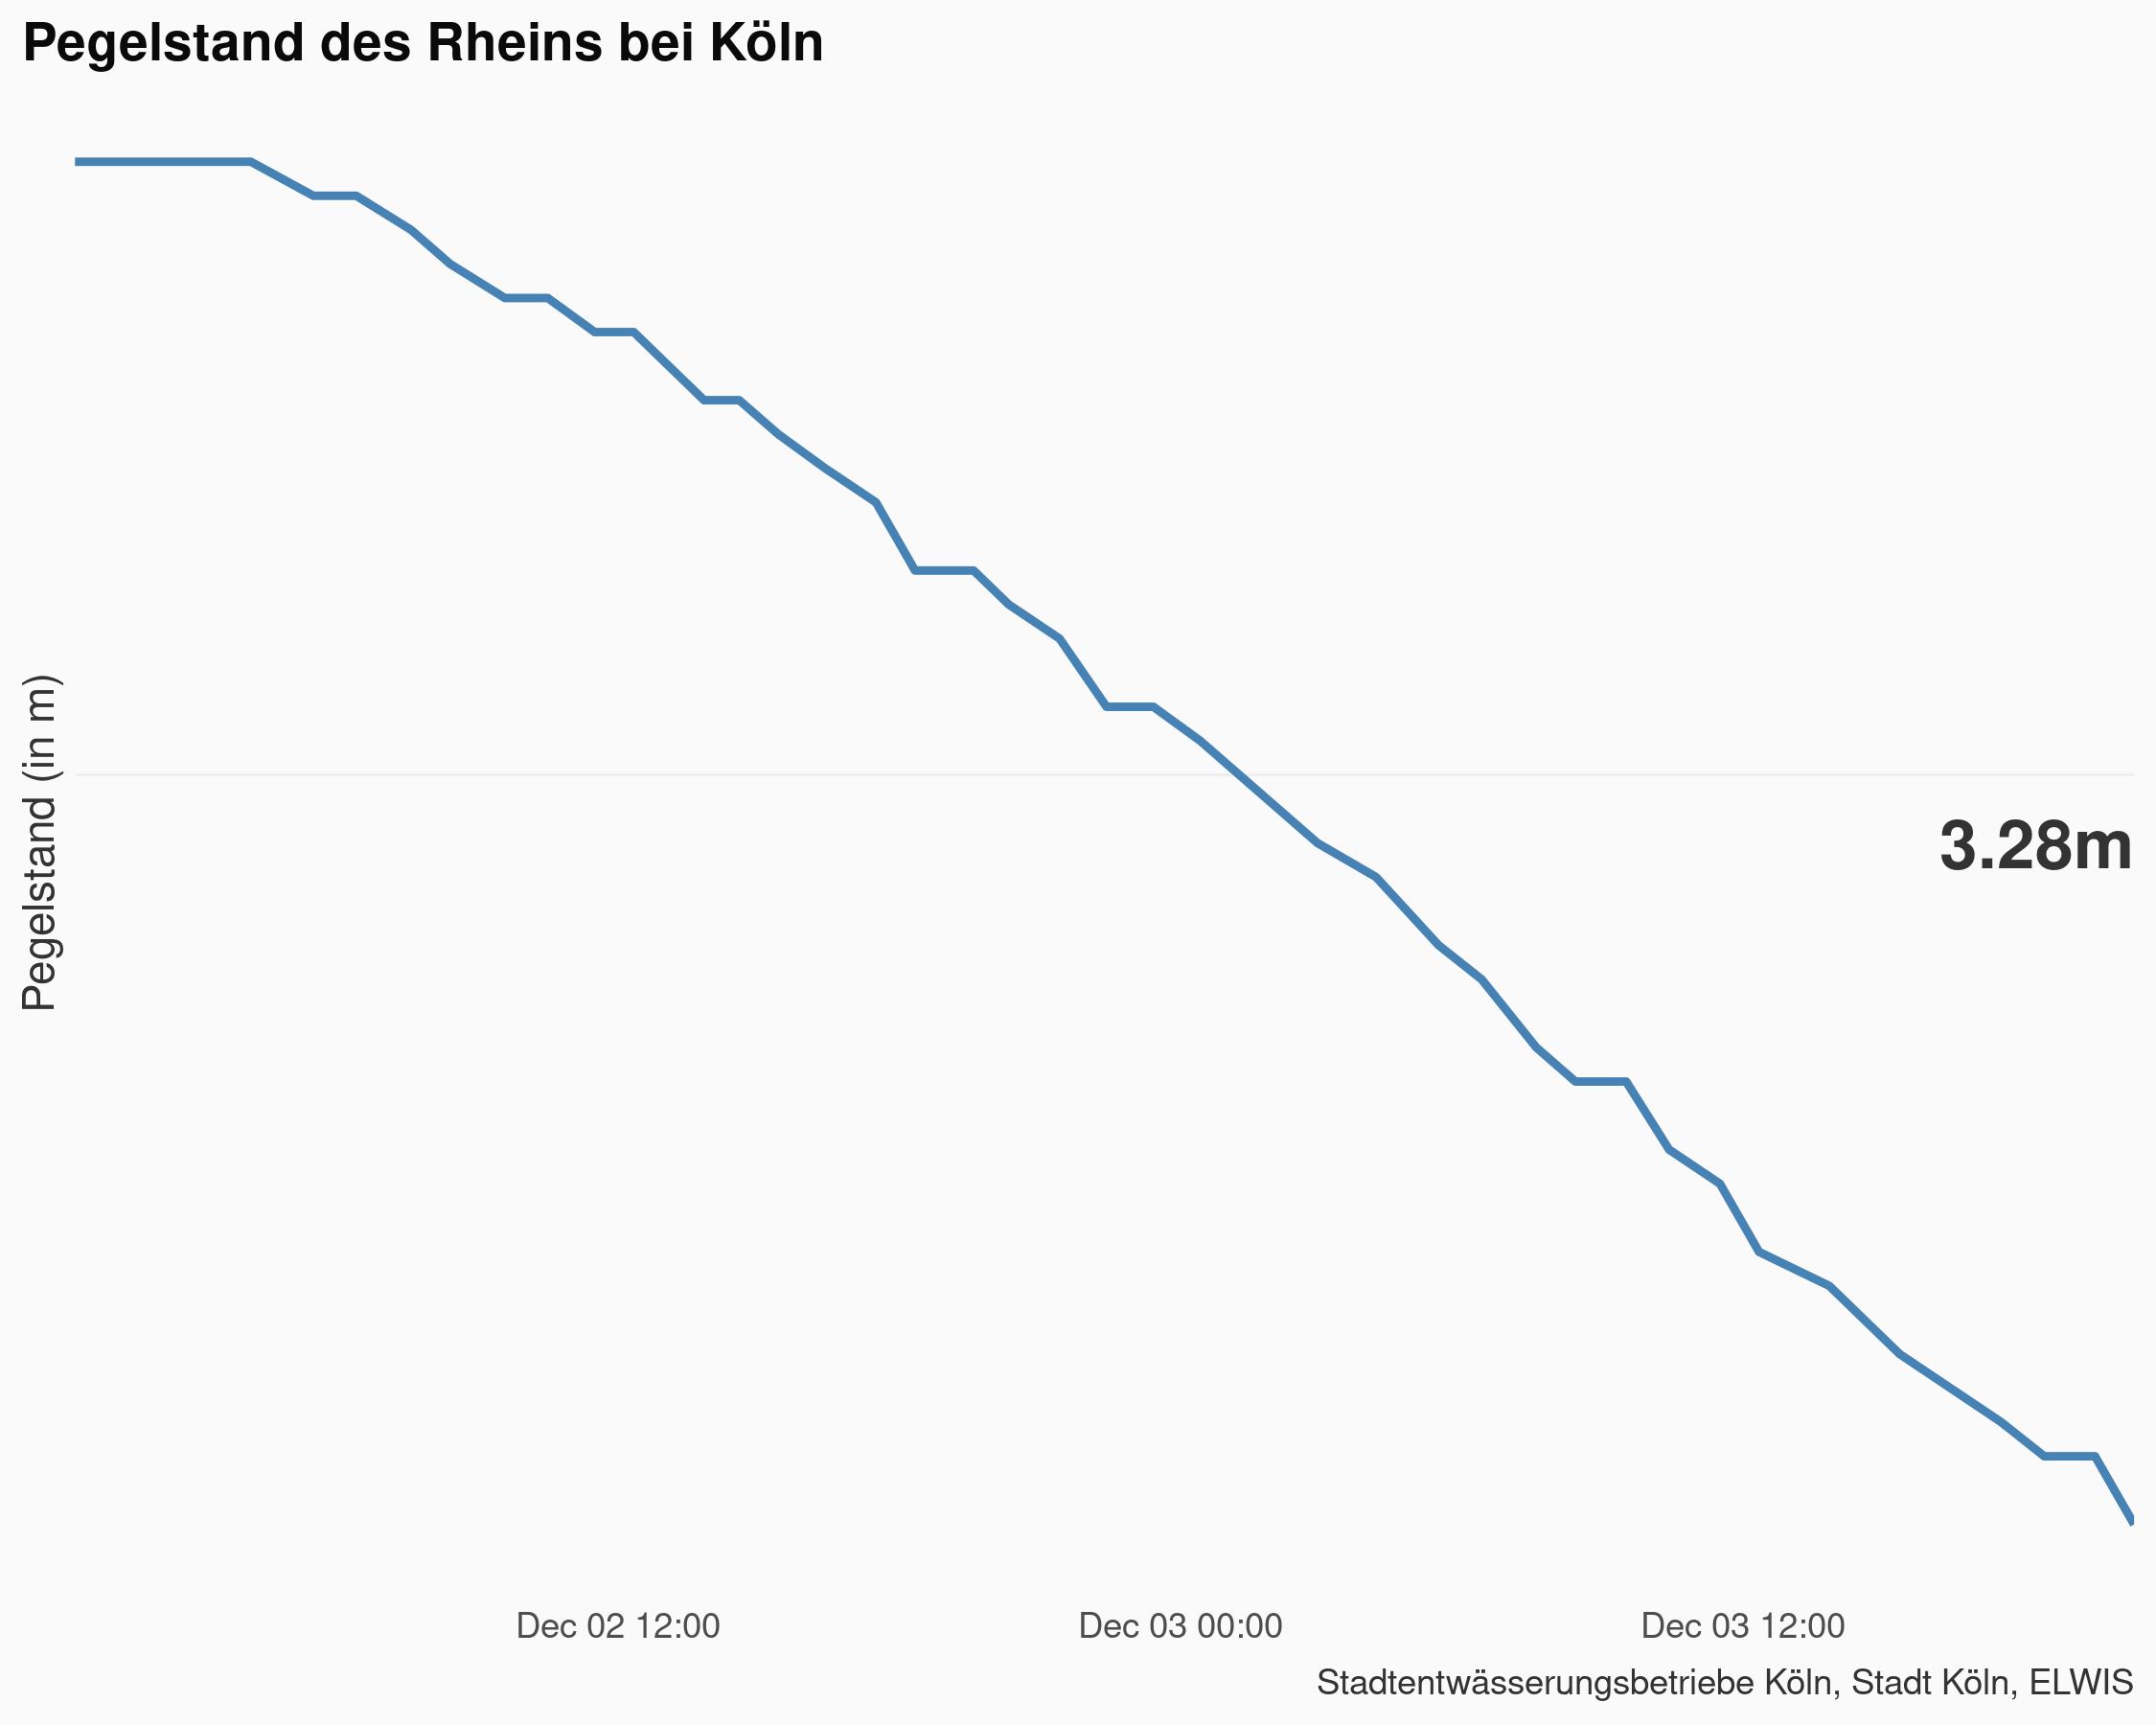 Pegelstand des Rheins bei Köln
Pegelstand (in m)
3.28m
Dec 02 12:00
Dec 03 00:00
Dec 03 12:00
Stadtentwässerungsbetriebe Köln, Stadt Köln, ELWIS